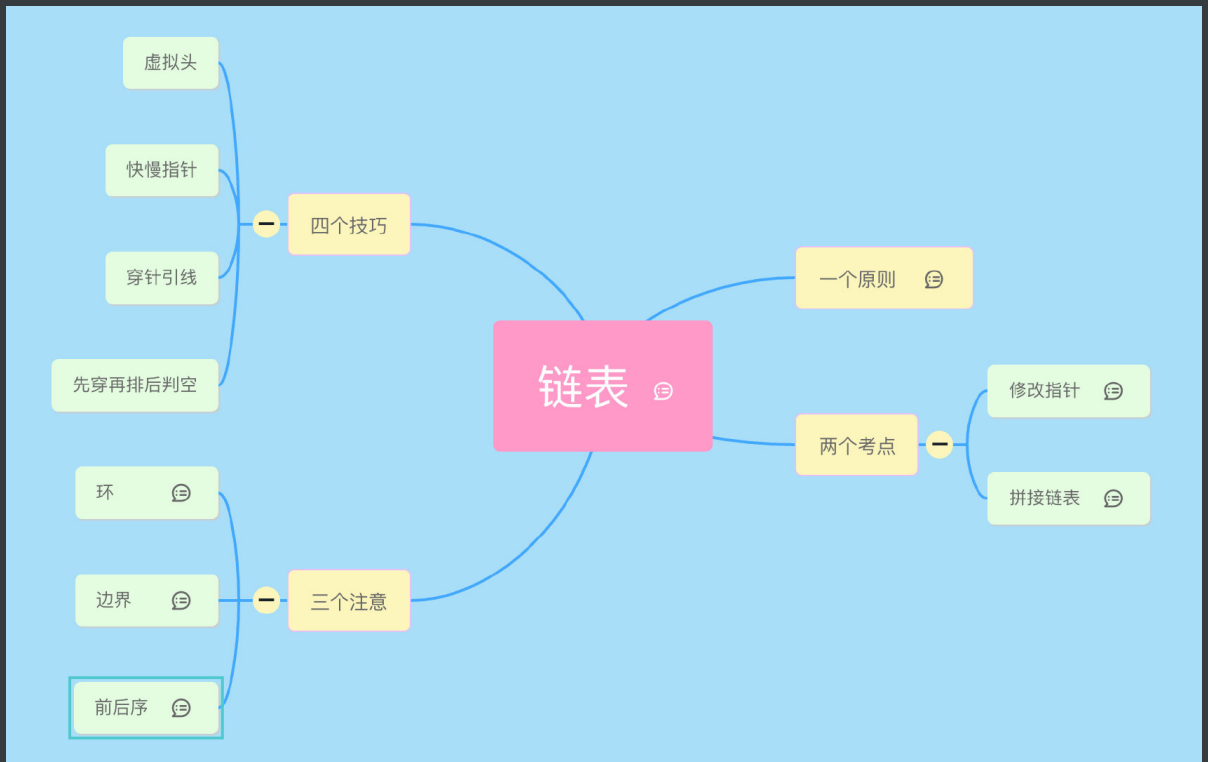 虚拟头
快慢指针
四个技巧
穿针引线
先穿再排后判空
链表
一个原则
两个考点
修改指针
拼接链表
三个注意
环
边界
前后序